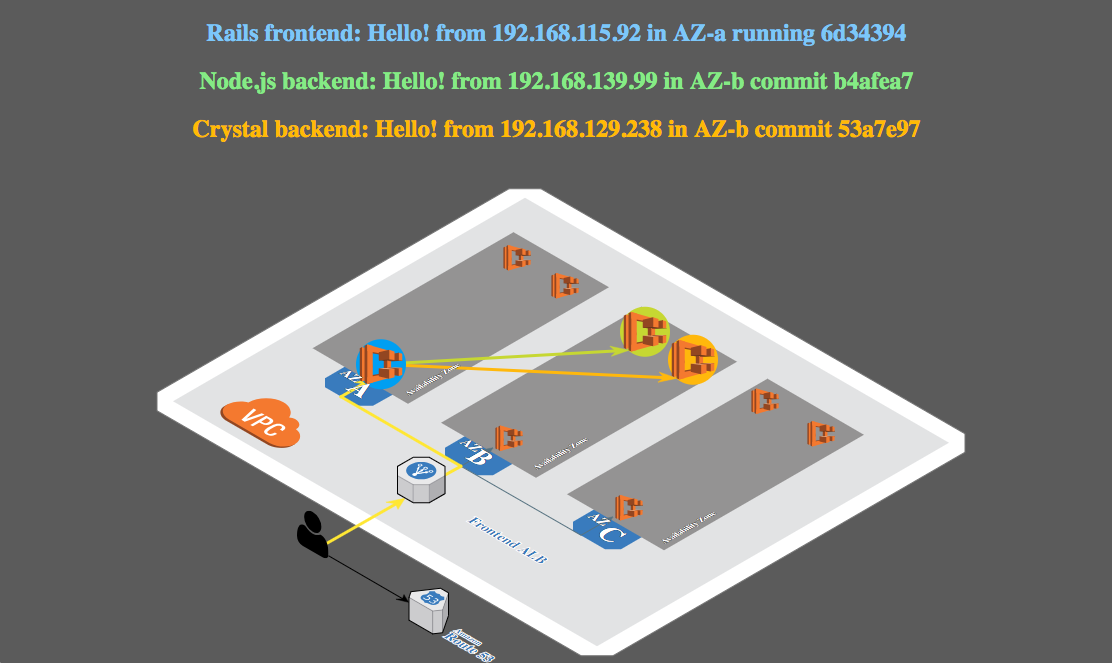 Rails frontend: Hello! from 192.168.115.92 in AZ-a running 6d34394
Node.js backend: Hello! from 192.168.139.99 in AZ-b commit b4afea7
Crystal backend: Hello! from 192.168.129.238 in AZ-b commit 53a7e97
AZ A
Availability Zone
VPC
AZ B
Availability Zone
AZ C
Availability Zone
Frontend ALB
53
Amazon
Route 53